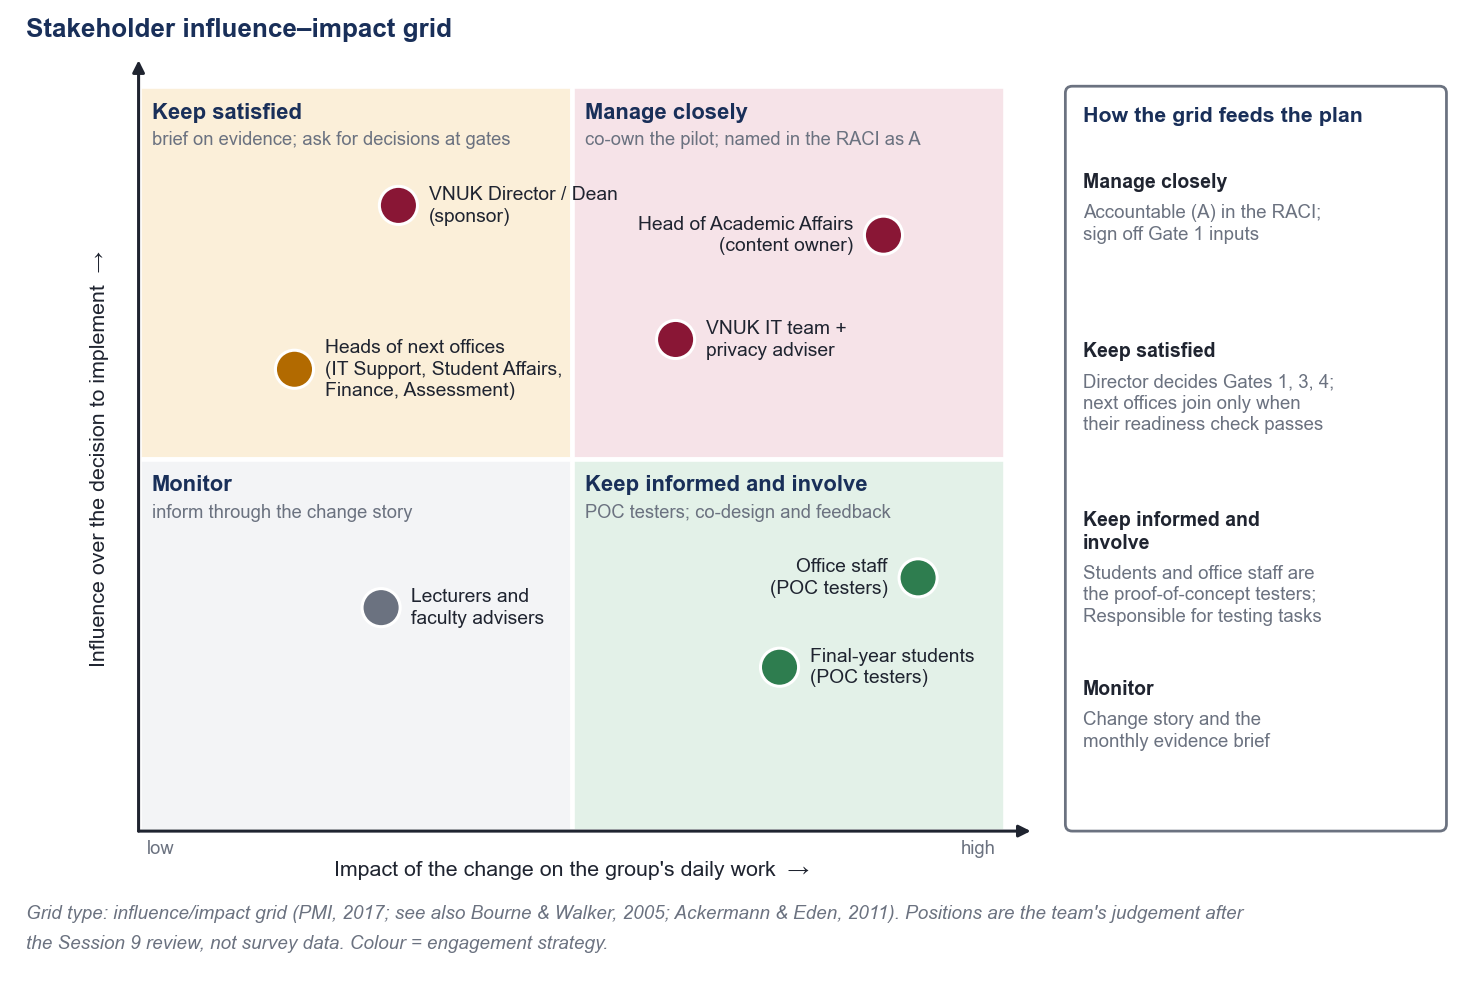 Stakeholder influence–impact grid
Keep satisfied
brief on evidence; ask for decisions at gates
Manage closely
co-own the pilot; named in the RACI as A
VNUK Director / Dean
(sponsor)
Head of Academic Affairs
(content owner)
VNUK IT team +
privacy adviser
Heads of next offices
(IT Support, Student Affairs,
Finance, Assessment)
Monitor
inform through the change story
Keep informed and involve
POC testers; co-design and feedback
Office staff
(POC testers)
Lecturers and
faculty advisers
Final-year students
(POC testers)
Influence over the decision to implement →
low
high
Impact of the change on the group's daily work →
How the grid feeds the plan
Manage closely
Accountable (A) in the RACI;
sign off Gate 1 inputs
Keep satisfied
Director decides Gates 1, 3, 4;
next offices join only when
their readiness check passes
Keep informed and
involve
Students and office staff are
the proof-of-concept testers;
Responsible for testing tasks
Monitor
Change story and the
monthly evidence brief
Grid type: influence/impact grid (PMI, 2017; see also Bourne & Walker, 2005; Ackermann & Eden, 2011). Positions are the team's judgement after
the Session 9 review, not survey data. Colour = engagement strategy.